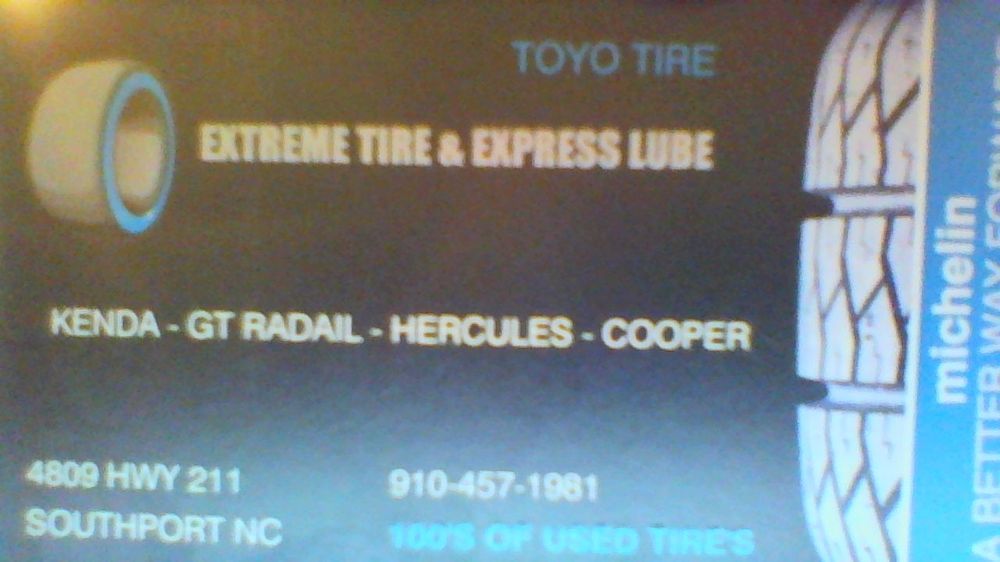 TOYO TIRE
EXTREME TIRE & EXPRESS LUBE
KENDA - GT RADAIL - HERCULES - COOPER
4809 HWY 211
SOUTHPORT NC
910-457-1981
100'S OF USED TIRE'S
michelin
A BETTER WAY FORWARD